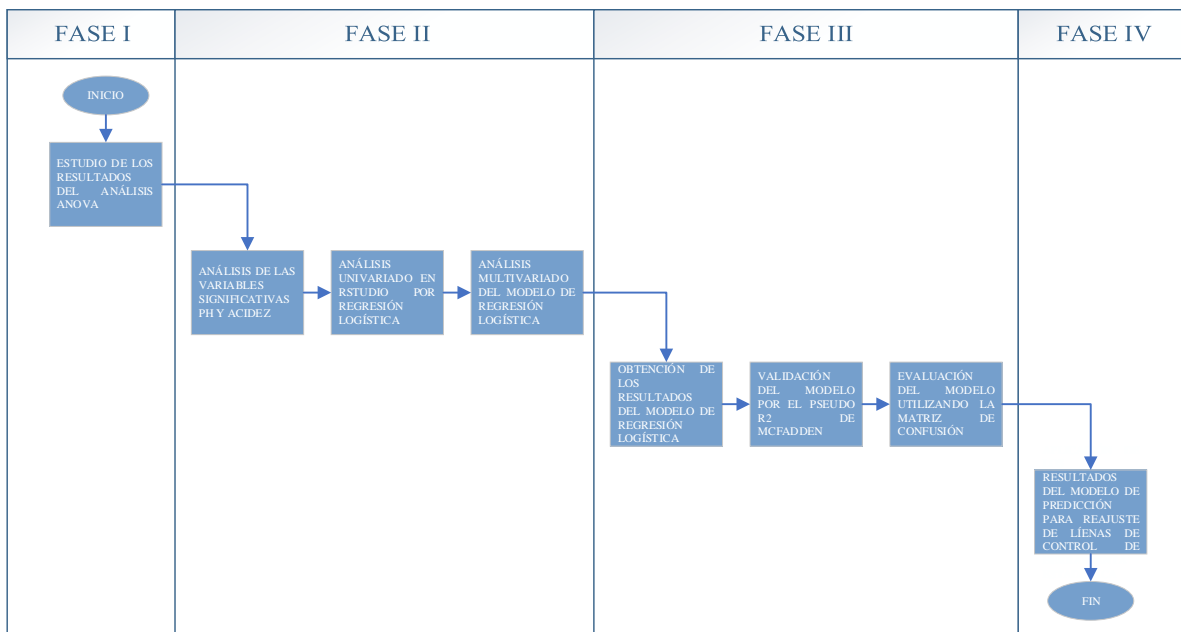 FASE I
FASE II
FASE III
FASE IV
INICIO
ESTUDIO DE LOS
RESULTADOS
DEL ANÁLISIS
ANOVA
ANÁLISIS DE LAS
VARIABLES
SIGNIFICATIVAS
PH Y ACIDEZ
ANÁLISIS
UNIVARIADO EN
RSTUDIO POR
REGRESIÓN
LOGÍSTICA
ANÁLISIS
MULTIVARIADO
DEL MODELO DE
REGRESIÓN
LOGÍSTICA
OBTENCIÓN DE
LOS
RESULTADOS
DEL MODELO DE
REGRESIÓN
LOGÍSTICA
VALIDACIÓN
DEL MODELO
POR EL PSEUDO
R2 DE
MCFADDEN
EVALUACIÓN
DEL MODELO
UTILIZANDO LA
MATRIZ DE
CONFUSIÓN
RESULTADOS
DEL MODELO DE
PREDICCIÓN
PARA REAJUSTE
DE LÍENAS DE
CONTROL DE
FIN